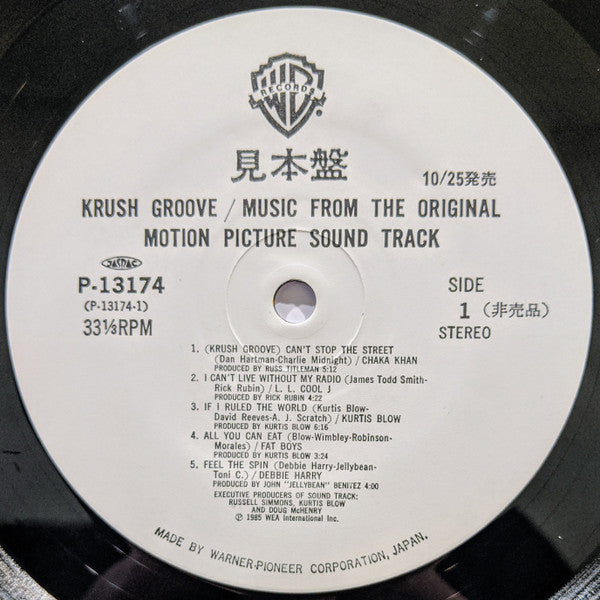 WB
RECORDS
®
見本盤
10/25発売
KRUSH GROOVE / MUSIC FROM THE ORIGINAL
MOTION PICTURE SOUND TRACK
JASRAC
P-13174
(P-13174-1)
33⅓RPM
SIDE
1 (非売品)
STEREO
1. (KRUSH GROOVE) CAN'T STOP THE STREET
(Dan Hartman-Charlie Midnight) / CHAKA KHAN
PRODUCED BY RUSS TITLEMAN 5:12
2. I CAN'T LIVE WITHOUT MY RADIO (James Todd Smith-
Rick Rubin) / L. L. COOL J
PRODUCED BY RICK RUBIN 4:22
3. IF I RULED THE WORLD (Kurtis Blow-
David Reeves-A. J. Scratch) / KURTIS BLOW
PRODUCED BY KURTIS BLOW 6:16
4. ALL YOU CAN EAT (Blow-Wimbley-Robinson-
Morales) / FAT BOYS
PRODUCED BY KURTIS BLOW 3:24
5. FEEL THE SPIN (Debbie Harry-Jellybean-
Toni C.) / DEBBIE HARRY
PRODUCED BY JOHN "JELLYBEAN" BENITEZ 4:00
EXECUTIVE PRODUCERS OF SOUND TRACK:
RUSSELL SIMMONS, KURTIS BLOW
AND DOUG McHENRY
℗ 1985 WEA International Inc.
MADE BY WARNER-PIONEER CORPORATION, JAPAN.